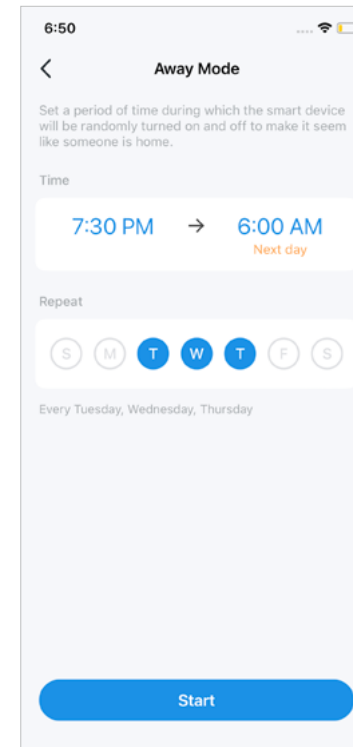 6:50
Away Mode
Set a period of time during which the smart device
will be randomly turned on and off to make it seem
like someone is home.
Time
7:30 PM → 6:00 AM
Next day
Repeat
S M T W T F S
Every Tuesday, Wednesday, Thursday
Start